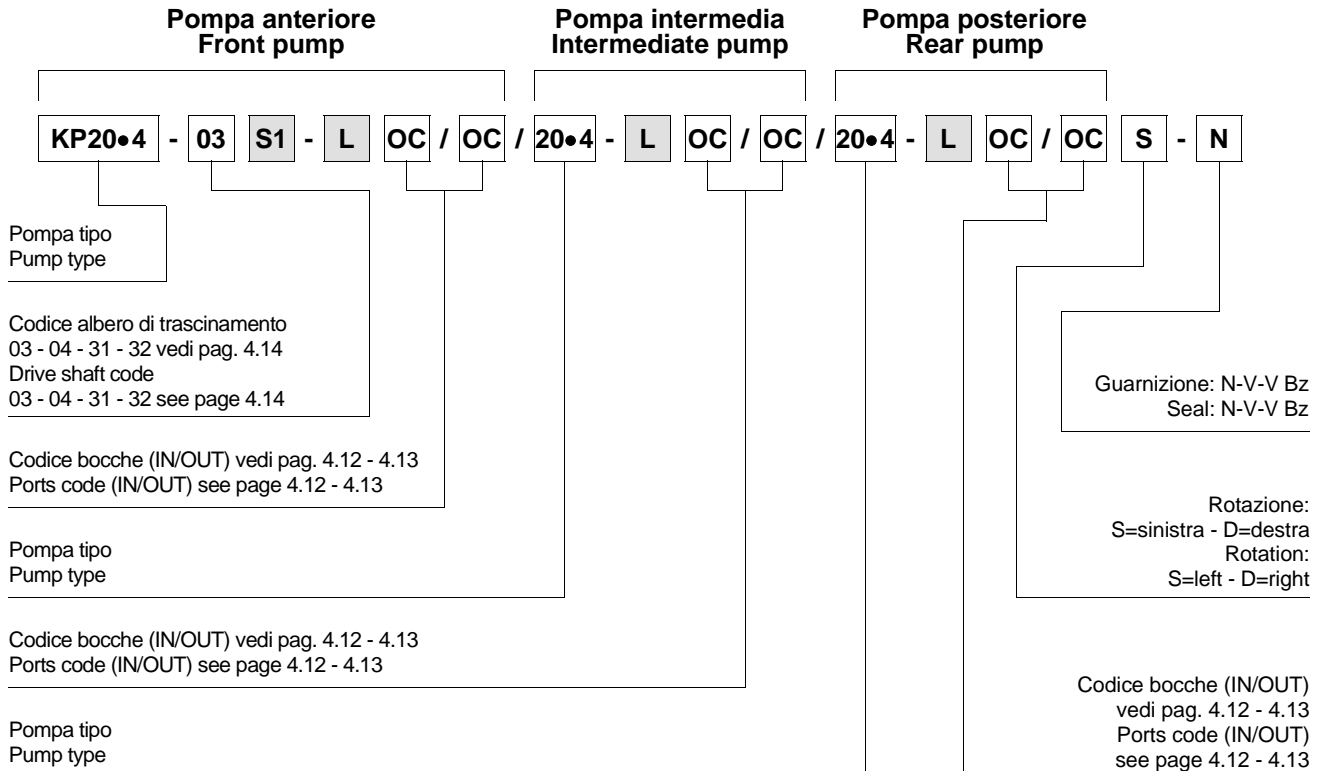 Pompa anteriore
Front pump
Pompa intermedia
Intermediate pump
Pompa posteriore
Rear pump
KP20•4 - 03 S1 - L OC / OC / 20•4 - L OC / OC / 20•4 - L OC / OC S - N
Pompa tipo
Pump type
Codice albero di trascinamento
03 - 04 - 31 - 32 vedi pag. 4.14
Drive shaft code
03 - 04 - 31 - 32 see page 4.14
Guarnizione: N-V-V Bz
Seal: N-V-V Bz
Codice bocche (IN/OUT) vedi pag. 4.12 - 4.13
Ports code (IN/OUT) see page 4.12 - 4.13
Rotazione:
S=sinistra - D=destra
Rotation:
S=left - D=right
Pompa tipo
Pump type
Codice bocche (IN/OUT) vedi pag. 4.12 - 4.13
Ports code (IN/OUT) see page 4.12 - 4.13
Codice bocche (IN/OUT)
vedi pag. 4.12 - 4.13
Ports code (IN/OUT)
see page 4.12 - 4.13
Pompa tipo
Pump type